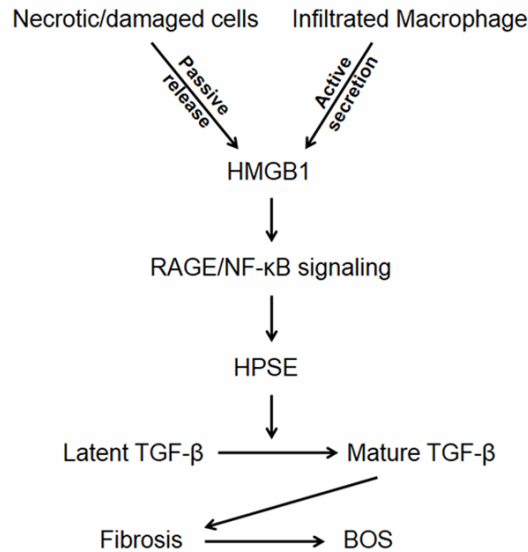 Necrotic/damaged cells
Infiltrated Macrophage
Passive
release
Active
secretion
HMGB1
RAGE/NF-κB signaling
HPSE
Latent TGF-β
Mature TGF-β
Fibrosis
BOS